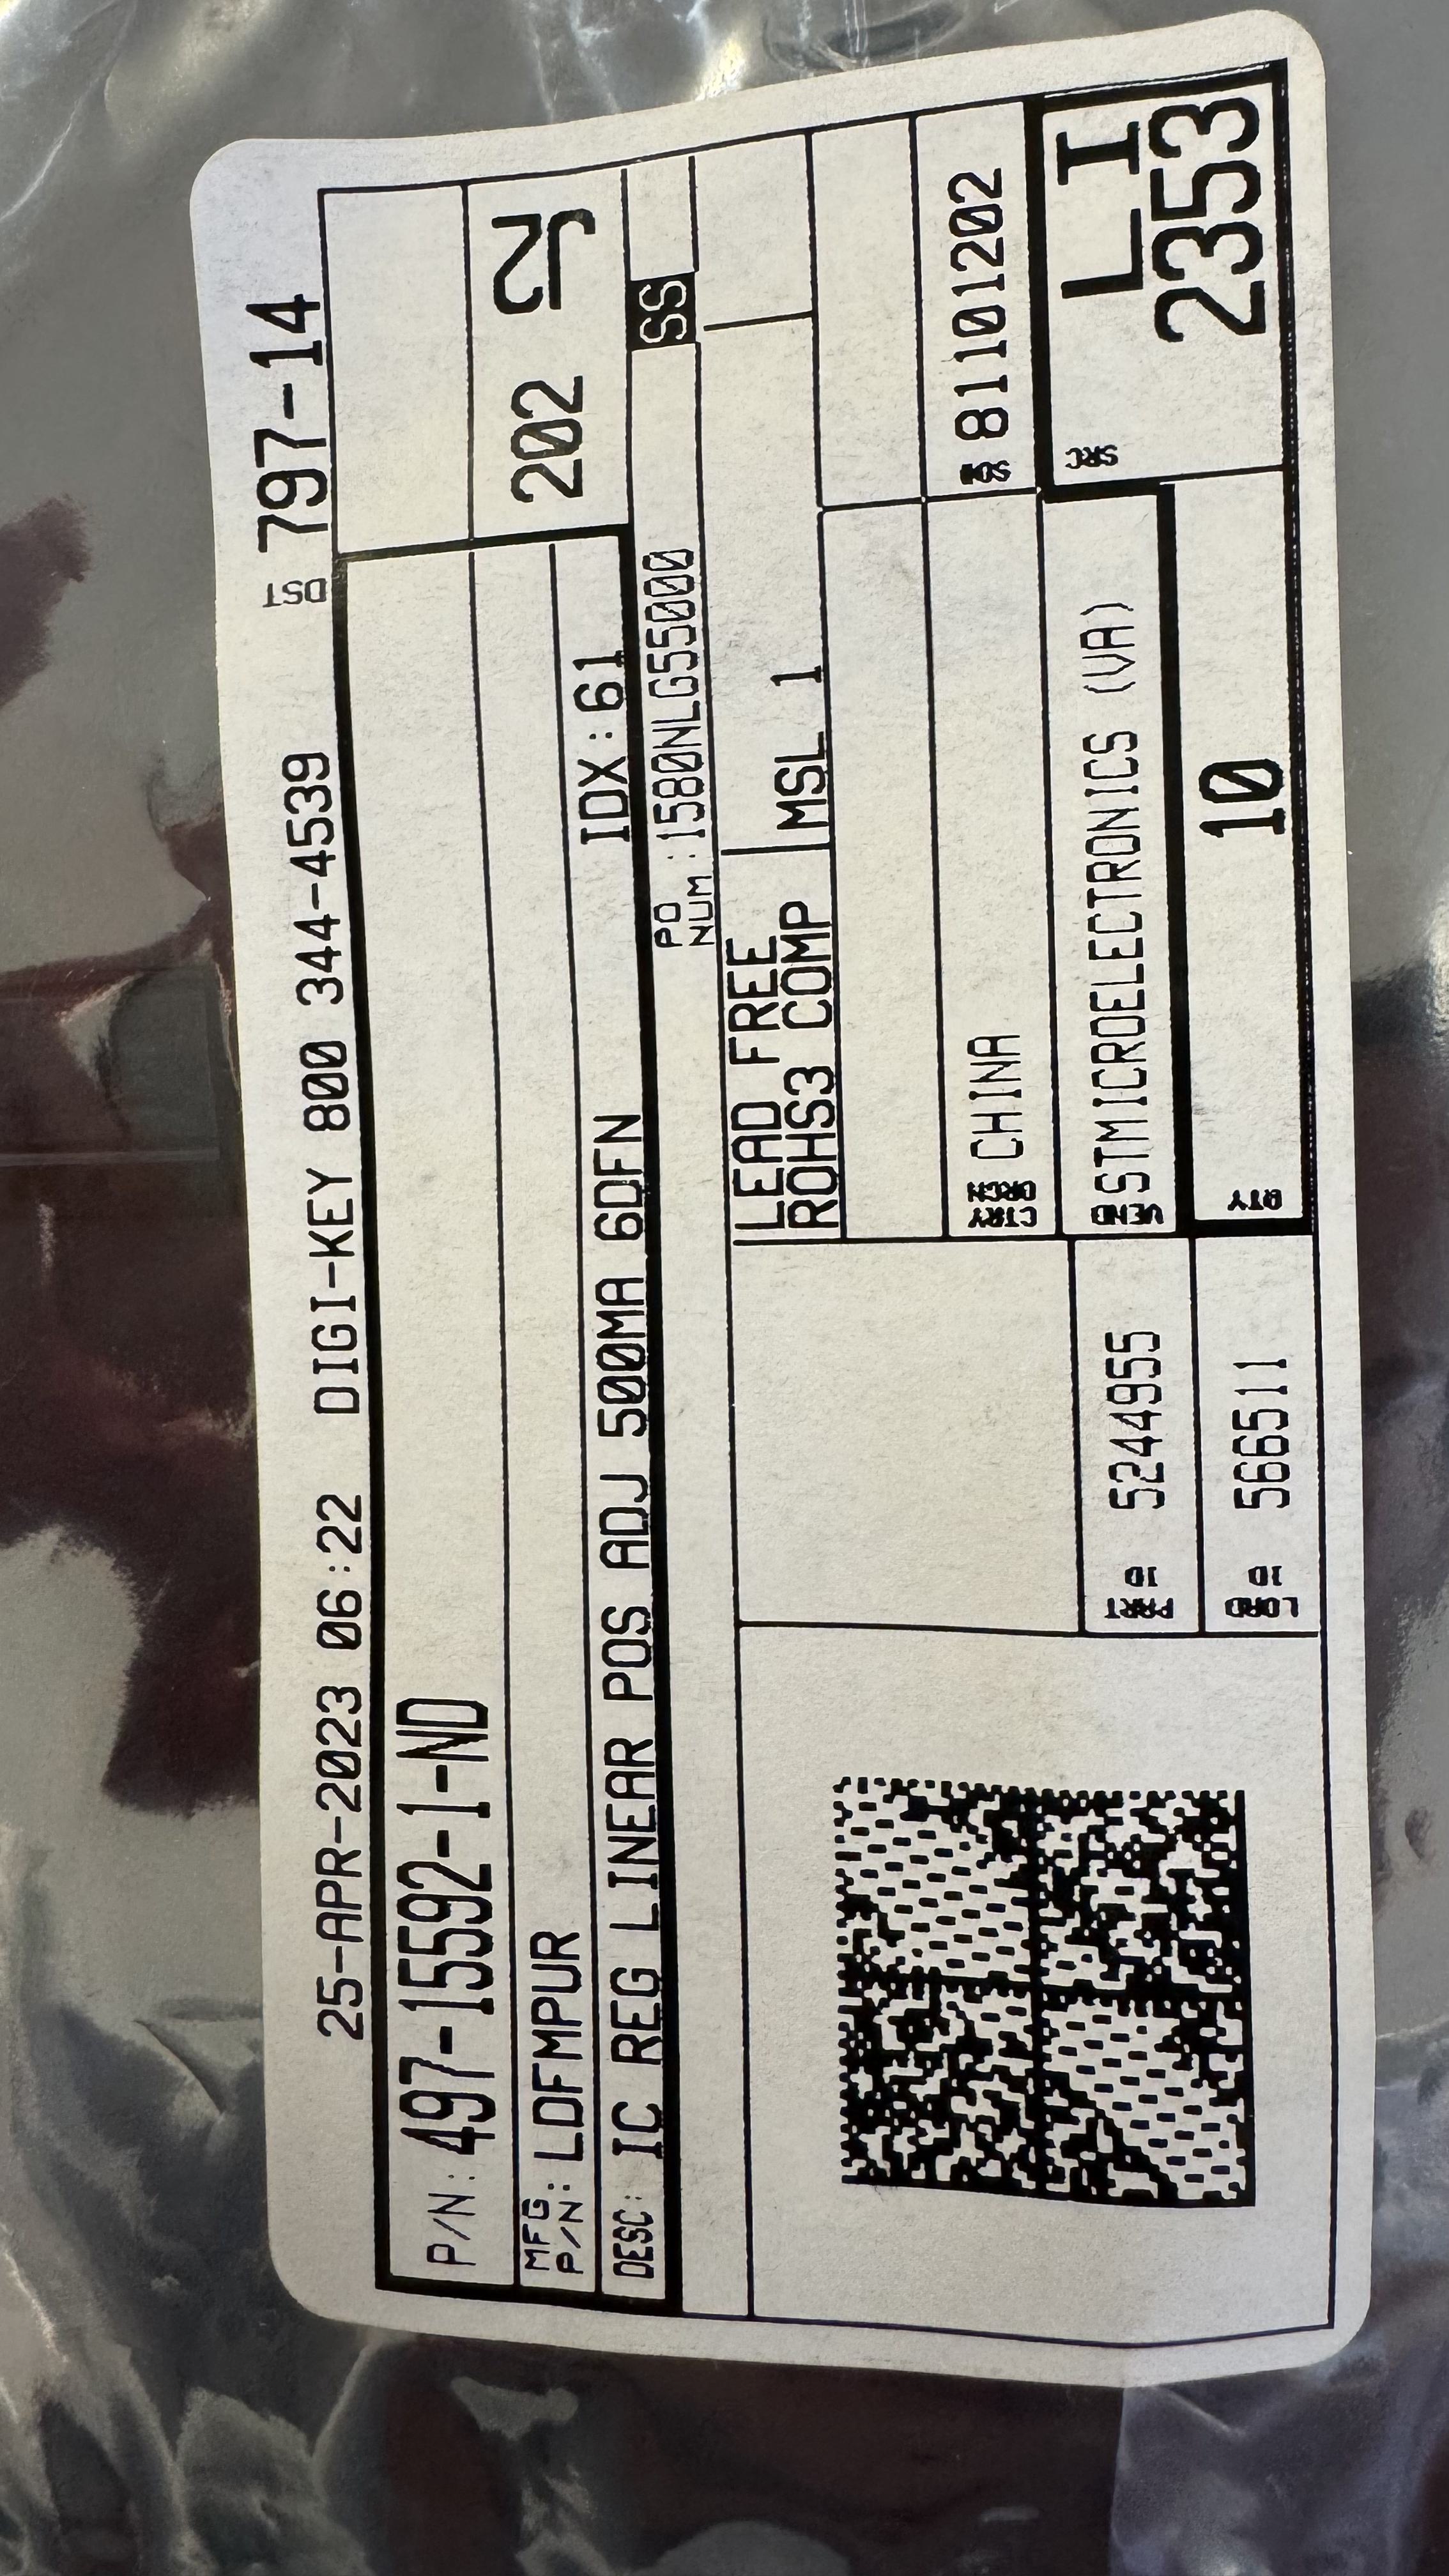 25-APR-2023 06:22 DIGI-KEY 800 344-4539 DST 797-14
P/N: 497-15592-1-ND
MFG P/N: LDFMPUR
202
DESC: IC REG LINEAR POS ADJ 500MA 6DFN IDX:61
PO NUM: 1580NLG55000 SS
LEAD FREE
ROHS3 COMP MSL 1
CTRY ORGN CHINA
SO# 81101202
PART ID 5244955
VEND STMICROELECTRONICS (VA)
SRC LI
2353
LOAD ID 566511
QTY 10